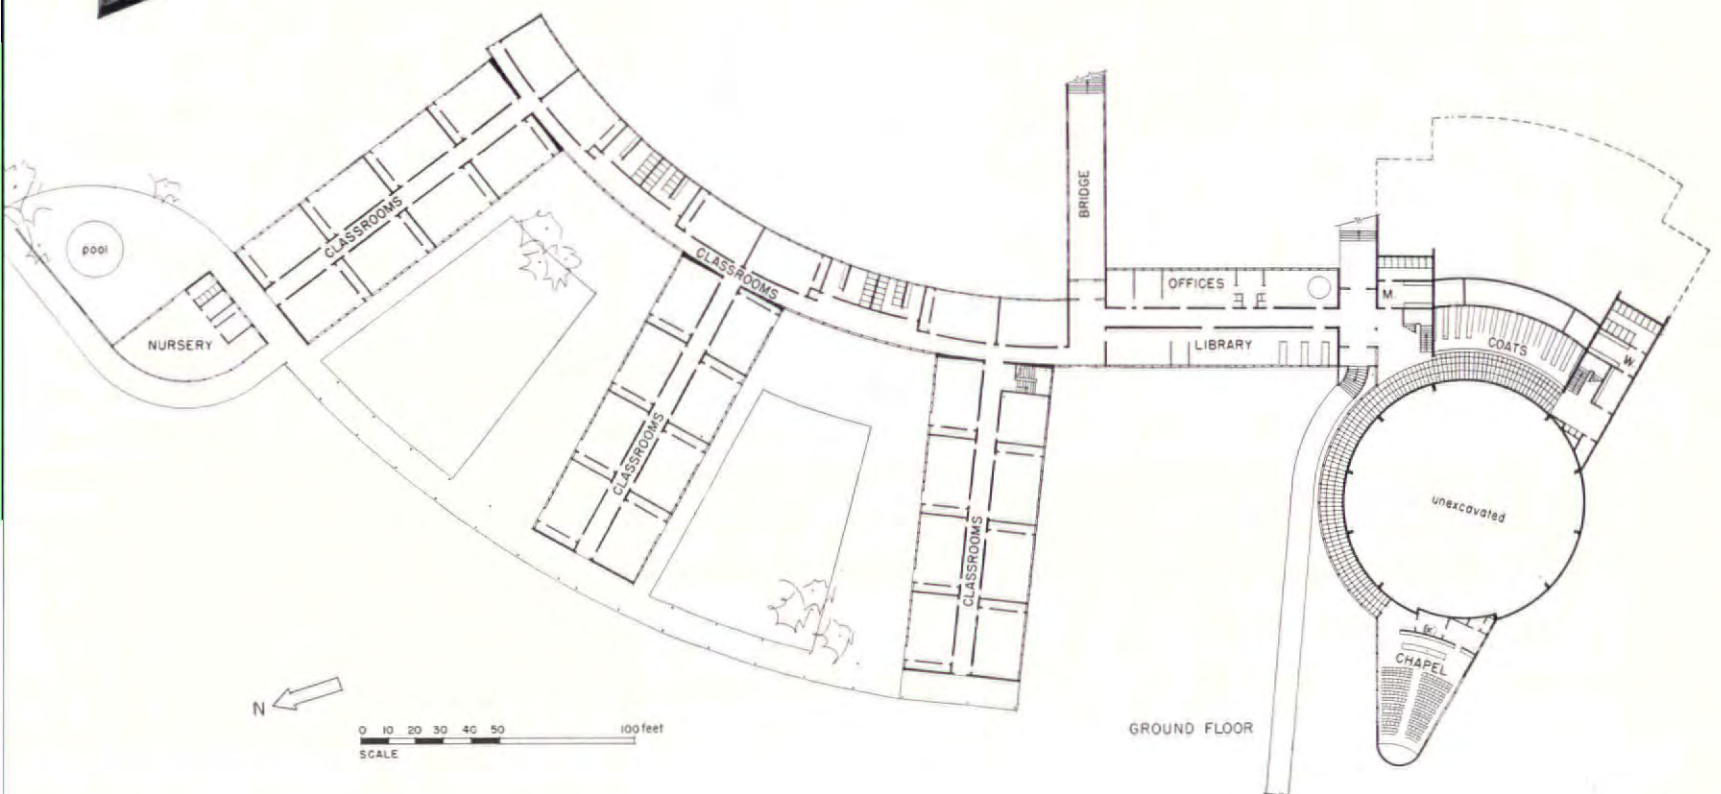 BRIDGE
pool
CLASSROOMS
CLASSROOMS
OFFICES
M.
NURSERY
LIBRARY
COATS
W.
CLASSROOMS
unexcavated
CLASSROOMS
CHAPEL
N
0 10 20 30 40 50 100 feet
SCALE
GROUND FLOOR